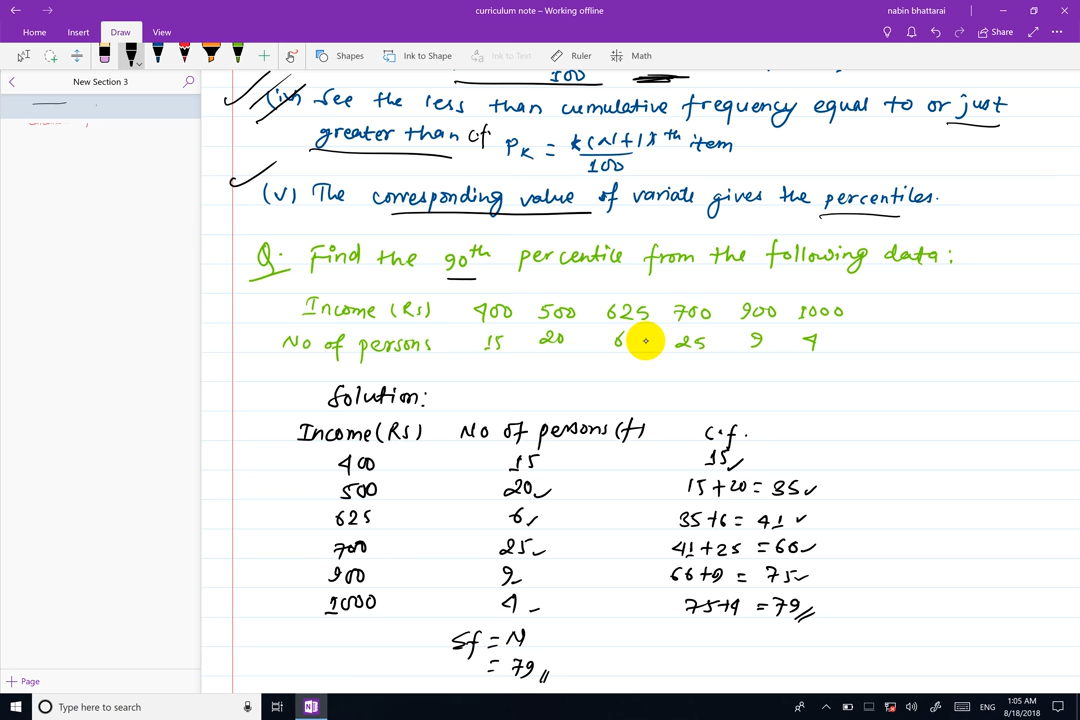 curriculum note – Working offline
nabin bhattarai
Home Insert Draw View
Share
Shapes Ink to Shape Ink to Text Ruler Math
New Section 3
100
See the less than cumulative frequency equal to or just
greater than cf PK = K(N+1)th item
100
(V) The corresponding value of variate gives the percentiles.
Q. Find the 90th percentile from the following data:
Income (Rs) 400 500 625 700 900 1000
No of persons 15 20 6 25 9 4
Solution:
Income (Rs) No of persons (f) c.f.
400 15 15
500 20 15+20 = 35
625 6 35+6 = 41
700 25 41+25 = 66
900 9 66+9 = 75
1000 4 75+4 = 79
Σf = N
= 79
+ Page
Type here to search
ENG
1:05 AM
8/18/2018